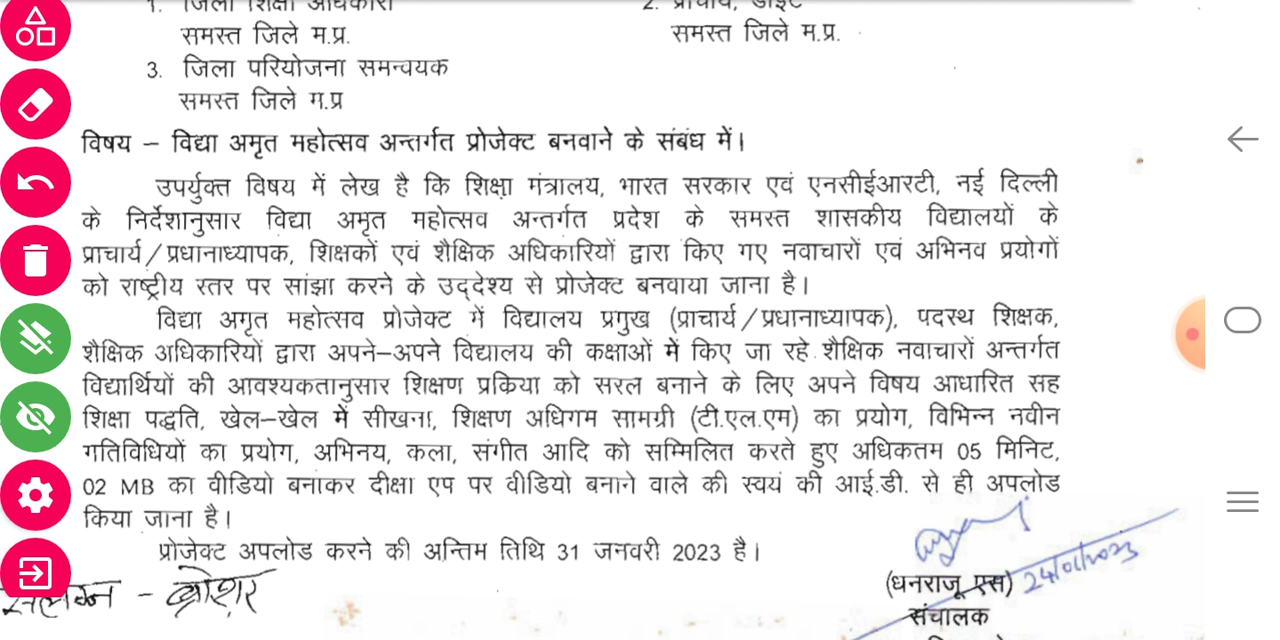 1. जिला शिक्षा अधिकारी
2. प्राचार्य, डाईट
समस्त जिले म.प्र.
समस्त जिले म.प्र.
3. जिला परियोजना समन्वयक
समस्त जिले म.प्र
विषय – विद्या अमृत महोत्सव अन्तर्गत प्रोजेक्ट बनवाने के संबंध में।
उपर्युक्त विषय में लेख है कि शिक्षा मंत्रालय, भारत सरकार एवं एनसीईआरटी, नई दिल्ली
के निर्देशानुसार विद्या अमृत महोत्सव अन्तर्गत प्रदेश के समस्त शासकीय विद्यालयों के
प्राचार्य/प्रधानाध्यापक, शिक्षकों एवं शैक्षिक अधिकारियों द्वारा किए गए नवाचारों एवं अभिनव प्रयोगों
को राष्ट्रीय स्तर पर सांझा करने के उद्देश्य से प्रोजेक्ट बनवाया जाना है।
विद्या अमृत महोत्सव प्रोजेक्ट में विद्यालय प्रमुख (प्राचार्य/प्रधानाध्यापक), पदस्थ शिक्षक,
शैक्षिक अधिकारियों द्वारा अपने–अपने विद्यालय की कक्षाओं में किए जा रहे शैक्षिक नवाचारों अन्तर्गत
विद्यार्थियों की आवश्यकतानुसार शिक्षण प्रकिया को सरल बनाने के लिए अपने विषय आधारित सह
शिक्षा पद्धति, खेल–खेल में सीखना, शिक्षण अधिगम सामग्री (टी.एल.एम) का प्रयोग, विभिन्न नवीन
गतिविधियों का प्रयोग, अभिनय, कला, संगीत आदि को सम्मिलित करते हुए अधिकतम 05 मिनिट,
02 MB का वीडियो बनाकर दीक्षा एप पर वीडियो बनाने वाले की स्वयं की आई.डी. से ही अपलोड
किया जाना है।
प्रोजेक्ट अपलोड करने की अन्तिम तिथि 31 जनवरी 2023 है।
संलग्न - ब्रोशर
24/01/2023
(धनराजू एस)
संचालक